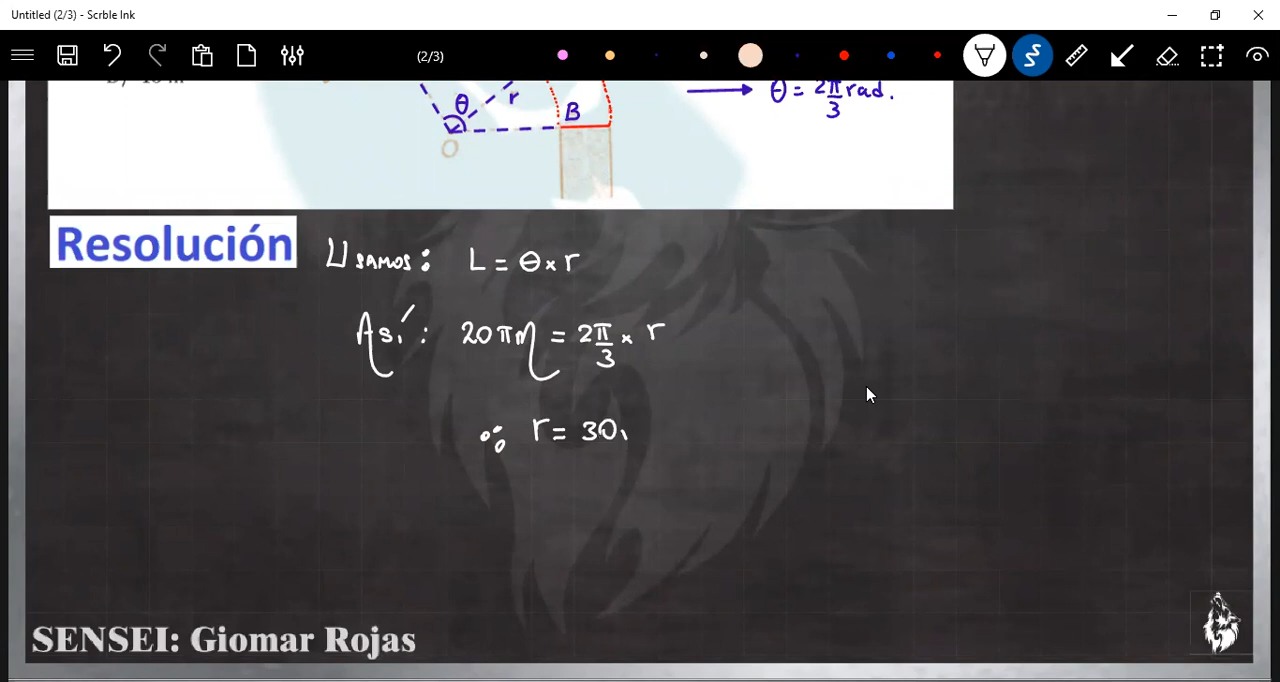 Untitled (2/3) - Scrble Ink
(2/3)
θ
r
B
O
θ = 2π/3 rad.
Resolución
Usamos: L = θ × r
Así: 20πm = 2π/3 × r
∴ r = 30
SENSEI: Giomar Rojas